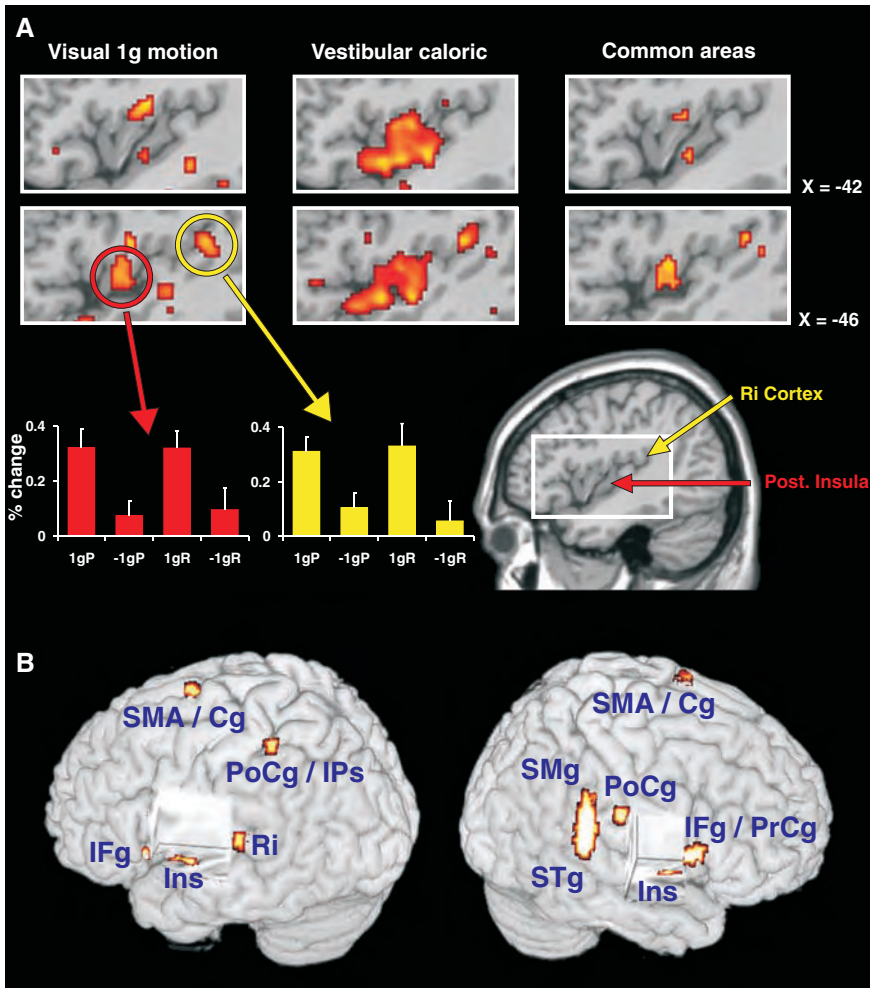 A
Visual 1g motion
Vestibular caloric
Common areas
X = -42
X = -46
Ri Cortex
Post. Insula
% change
0.4
0.2
0
1gP
-1gP
1gR
-1gR
0.4
0.2
0
1gP
-1gP
1gR
-1gR
B
SMA / Cg
PoCg / IPs
IFg
Ri
Ins
SMA / Cg
SMg
PoCg
IFg / PrCg
STg
Ins